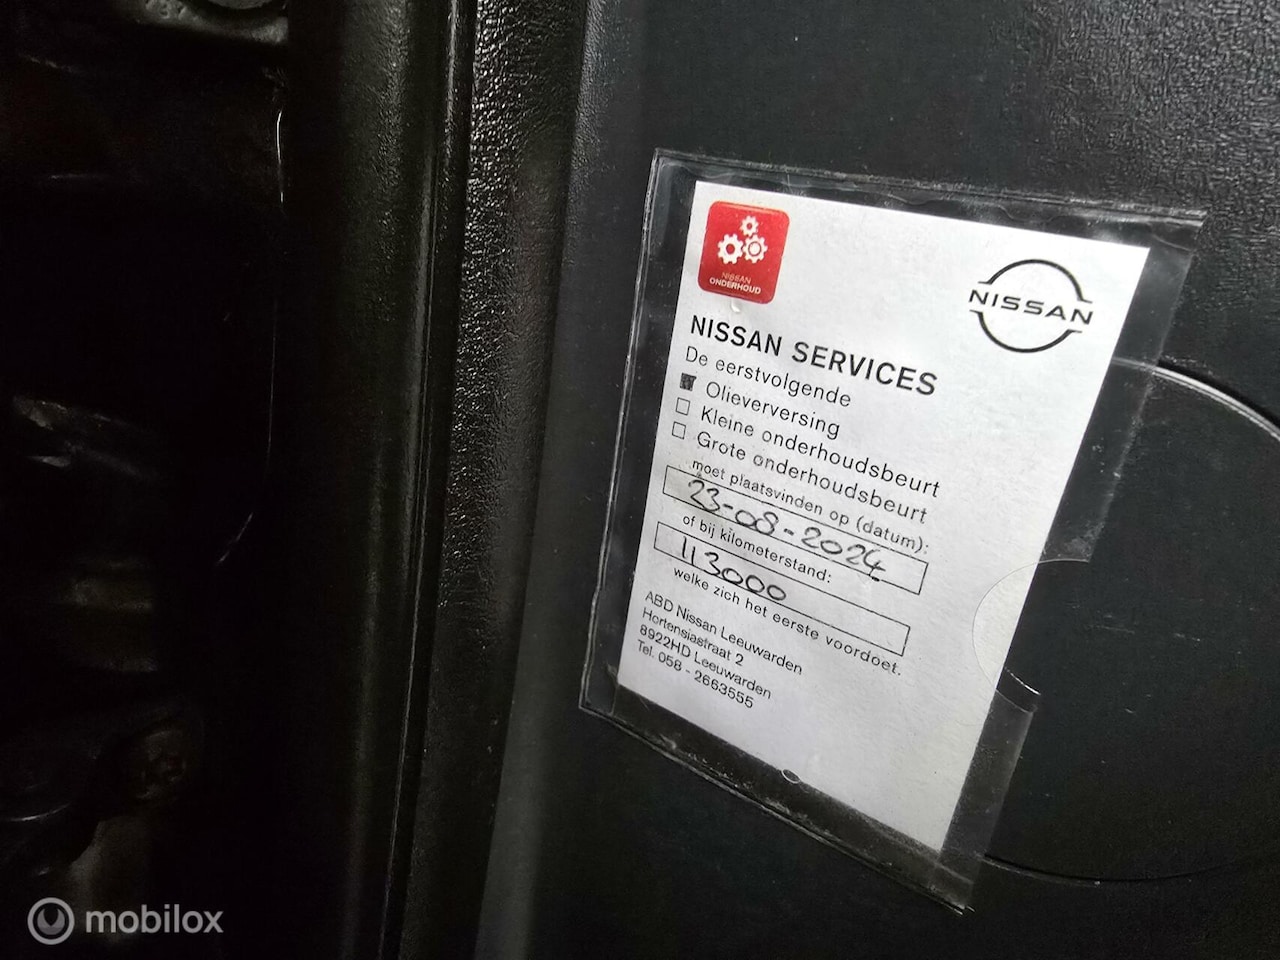 NISSAN
ONDERHOUD
NISSAN
NISSAN SERVICES
De eerstvolgende
Olieverversing
Kleine onderhoudsbeurt
Grote onderhoudsbeurt
moet plaatsvinden op (datum):
23-08-2024
of bij kilometerstand:
113000
welke zich het eerste voordoet.
ABD Nissan Leeuwarden
Hortensiastraat 2
8922HD Leeuwarden
Tel. 058 - 2663555
mobilox